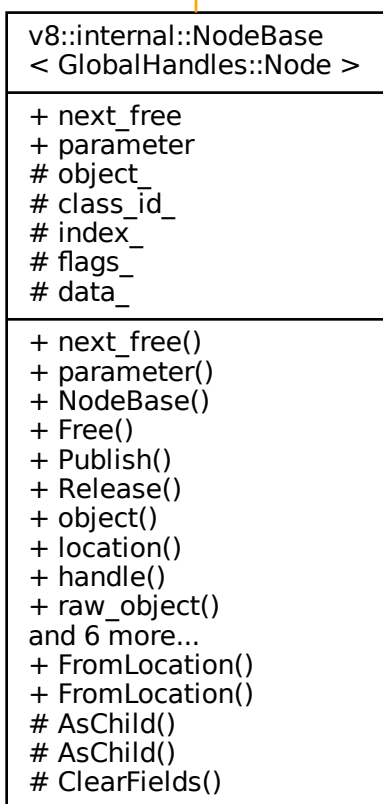 v8::internal::NodeBase
< GlobalHandles::Node >
+ next_free
+ parameter
# object_
# class_id_
# index_
# flags_
# data_
+ next_free()
+ parameter()
+ NodeBase()
+ Free()
+ Publish()
+ Release()
+ object()
+ location()
+ handle()
+ raw_object()
and 6 more...
+ FromLocation()
+ FromLocation()
# AsChild()
# AsChild()
# ClearFields()